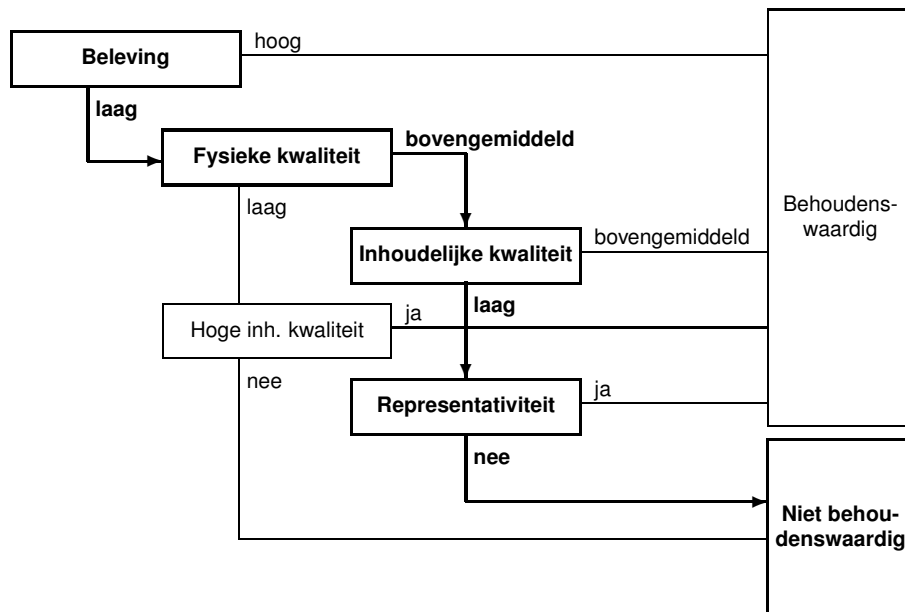 hoog
Beleving
laag
bovengemiddeld
Fysieke kwaliteit
laag
Behoudens-
waardig
bovengemiddeld
Inhoudelijke kwaliteit
laag
ja
Hoge inh. kwaliteit
nee
ja
Representativiteit
nee
Niet behou-
denswaardig